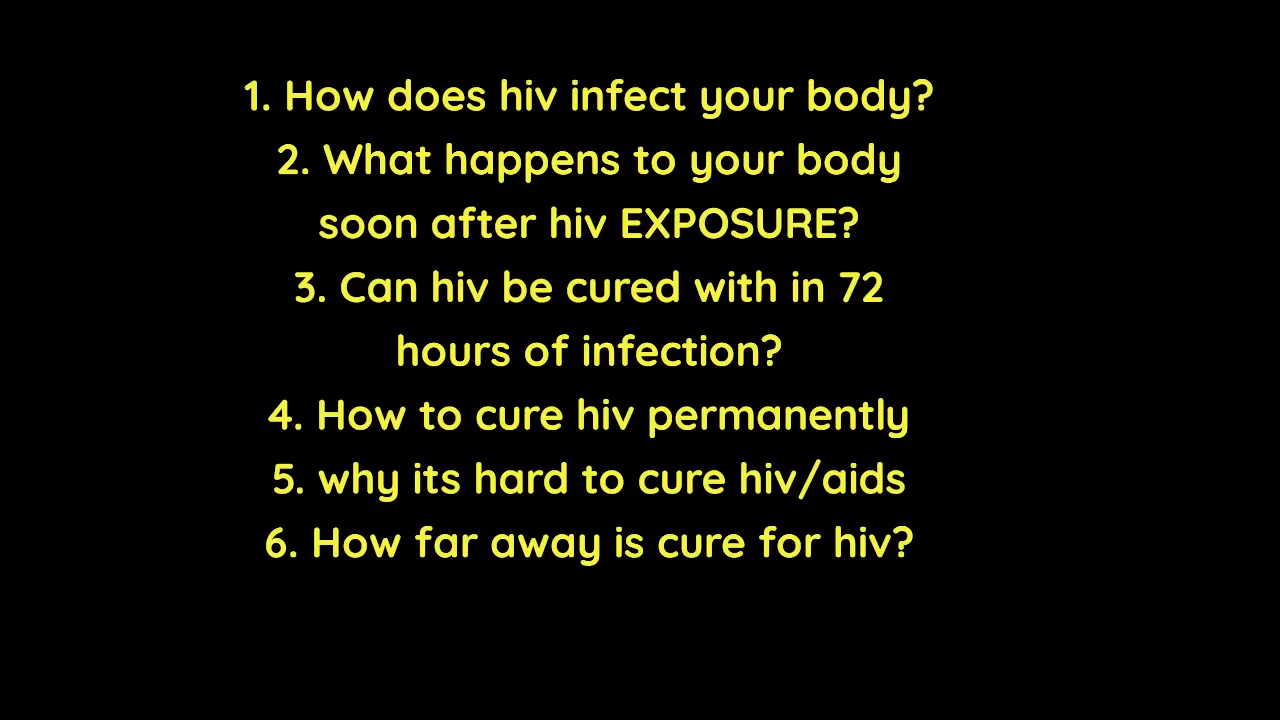 1. How does hiv infect your body?
2. What happens to your body
soon after hiv EXPOSURE?
3. Can hiv be cured with in 72
hours of infection?
4. How to cure hiv permanently
5. why its hard to cure hiv/aids
6. How far away is cure for hiv?